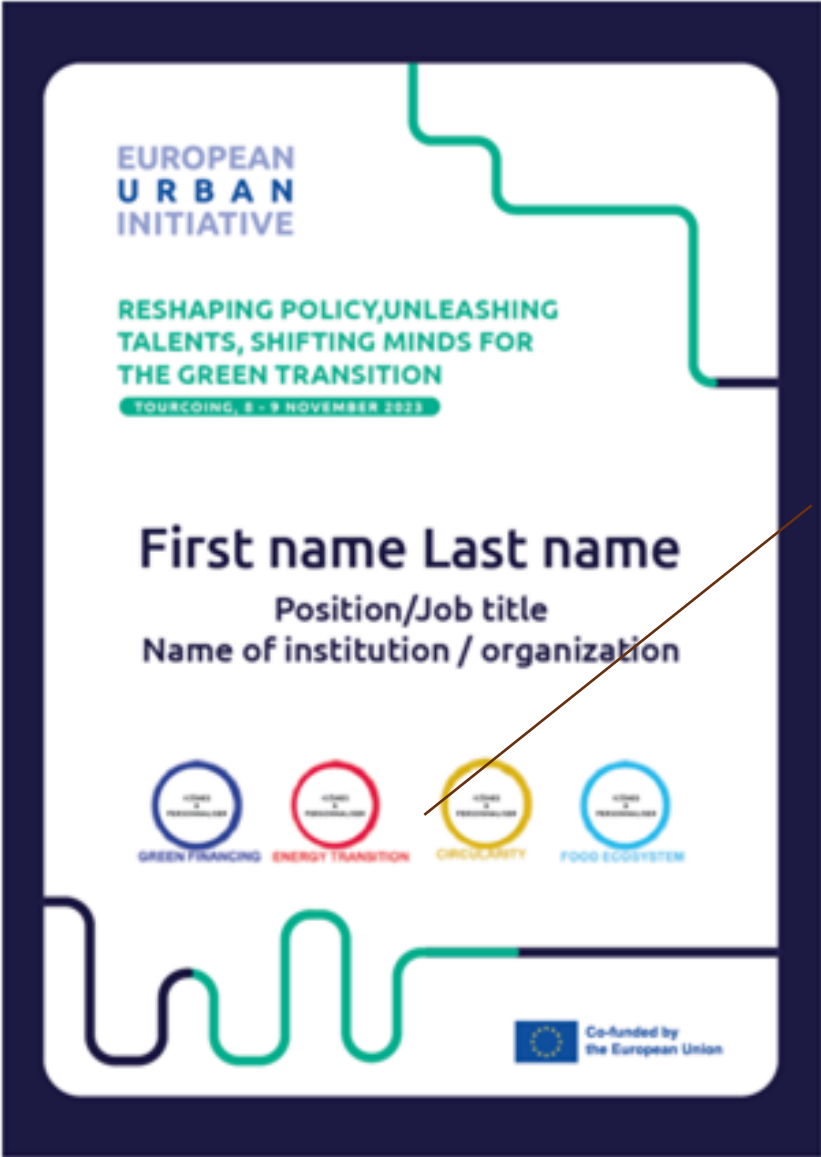 EUROPEAN
URBAN
INITIATIVE
RESHAPING POLICY,UNLEASHING
TALENTS, SHIFTING MINDS FOR
THE GREEN TRANSITION
TOURCOING, 8 - 9 NOVEMBER 2023
First name Last name
Position/Job title
Name of institution / organization
GREEN FINANCING ENERGY TRANSITION CIRCULARITY FOOD ECOSYSTEM
Co-funded by
the European Union